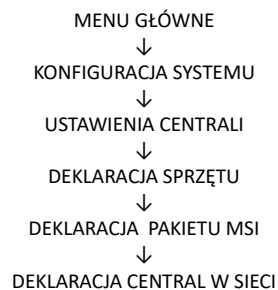 MENU GŁÓWNE
↓
KONFIGURACJA SYSTEMU
↓
USTAWIENIA CENTRALI
↓
DEKLARACJA SPRZĘTU
↓
DEKLARACJA PAKIETU MSI
↓
DEKLARACJA CENTRAL W SIECI